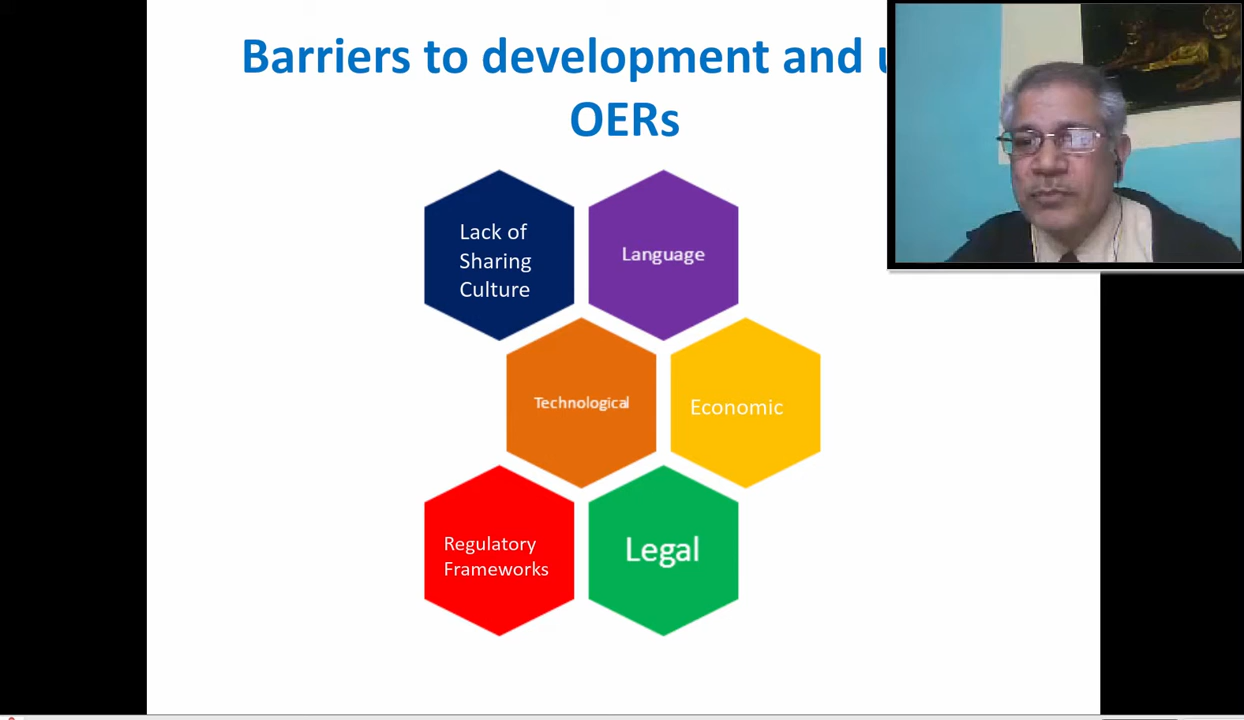 Barriers to development and
OERs
Lack of
Sharing
Culture
Language
Technological
Economic
Regulatory
Frameworks
Legal